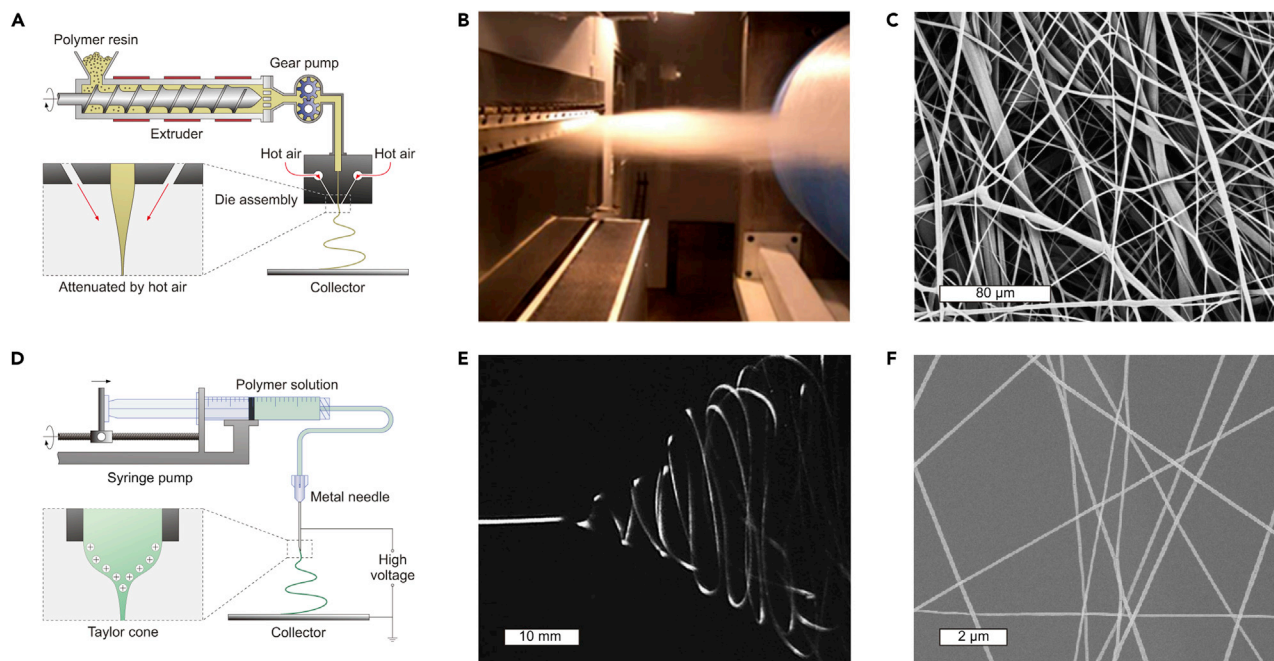 A
Polymer resin
Gear pump
Extruder
Hot air
Hot air
Die assembly
Attenuated by hot air
Collector
B
C
80 µm
D
Polymer solution
Syringe pump
Metal needle
High
voltage
Taylor cone
Collector
E
10 mm
F
2 µm